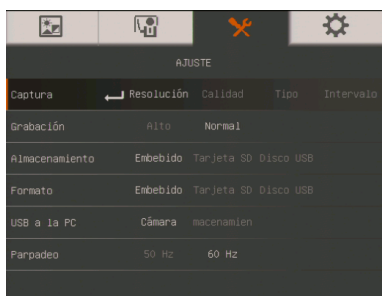 AJUSTE
Captura Resolución Calidad Tipo Intervalo
Grabación Alto Normal
Almacenamiento Embebido Tarjeta SD Disco USB
Formato Embebido Tarjeta SD Disco USB
USB a la PC Cámara macenamien
Parpadeo 50 Hz 60 Hz